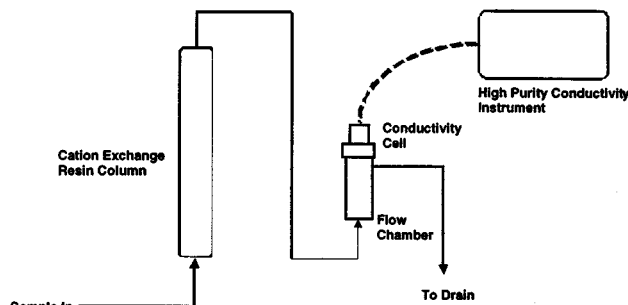 High Purity Conductivity
Instrument
Conductivity
Cell
Cation Exchange
Resin Column
Flow
Chamber
To Drain
Sample In